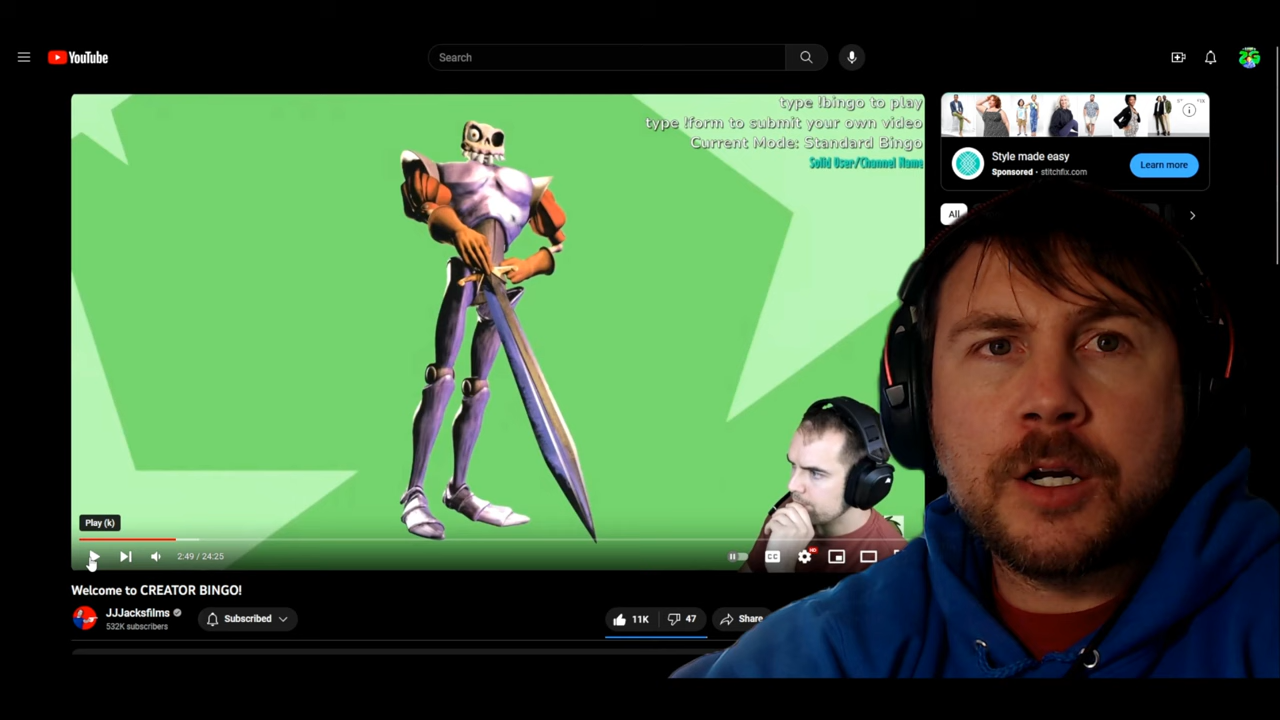 YouTube
Search
type !bingo to play
type !form to submit your own video
Current Mode: Standard Bingo
Solid User/Channel Name
Style made easy
Sponsored · stitchfix.com
Learn more
All
Play (k)
2:49 / 24:25
CC
HD
Welcome to CREATOR BINGO!
JJJacksfilms
532K subscribers
Subscribed
11K
47
Share